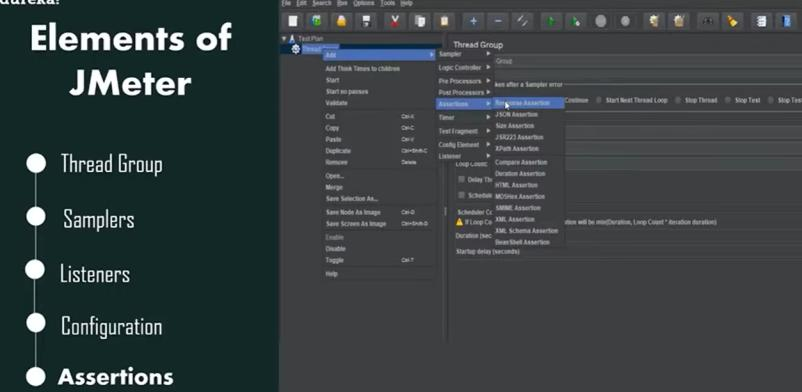 edureka!
Elements of
JMeter
Thread Group
Samplers
Listeners
Configuration
Assertions
File Edit Search Run Options Tools Help
Test Plan
Thread Group
Add
Add Think Times to children
Start
Start no pauses
Validate
Cut Ctrl-X
Copy Ctrl-C
Paste Ctrl-V
Duplicate Ctrl+Shift-C
Remove Delete
Open...
Merge
Save Selection As...
Save Node As Image Ctrl-G
Save Screen As Image Ctrl+Shift-G
Enable
Disable
Toggle Ctrl-T
Help
Sampler
Logic Controller
Pre Processors
Post Processors
Assertions
Timer
Test Fragment
Config Element
Listener
Response Assertion
JSON Assertion
Size Assertion
JSR223 Assertion
XPath Assertion
Compare Assertion
Duration Assertion
HTML Assertion
MD5Hex Assertion
SMIME Assertion
XML Assertion
XML Schema Assertion
BeanShell Assertion
Thread Group
Group
ken after a Sampler error
Continue Start Next Thread Loop Stop Thread Stop Test Stop Test
Loop Count:
Delay Thr
Schedule
Scheduler Co
If Loop Co ation will be min(Duration, Loop Count * iteration duration)
Duration (sec
Startup delay (seconds)